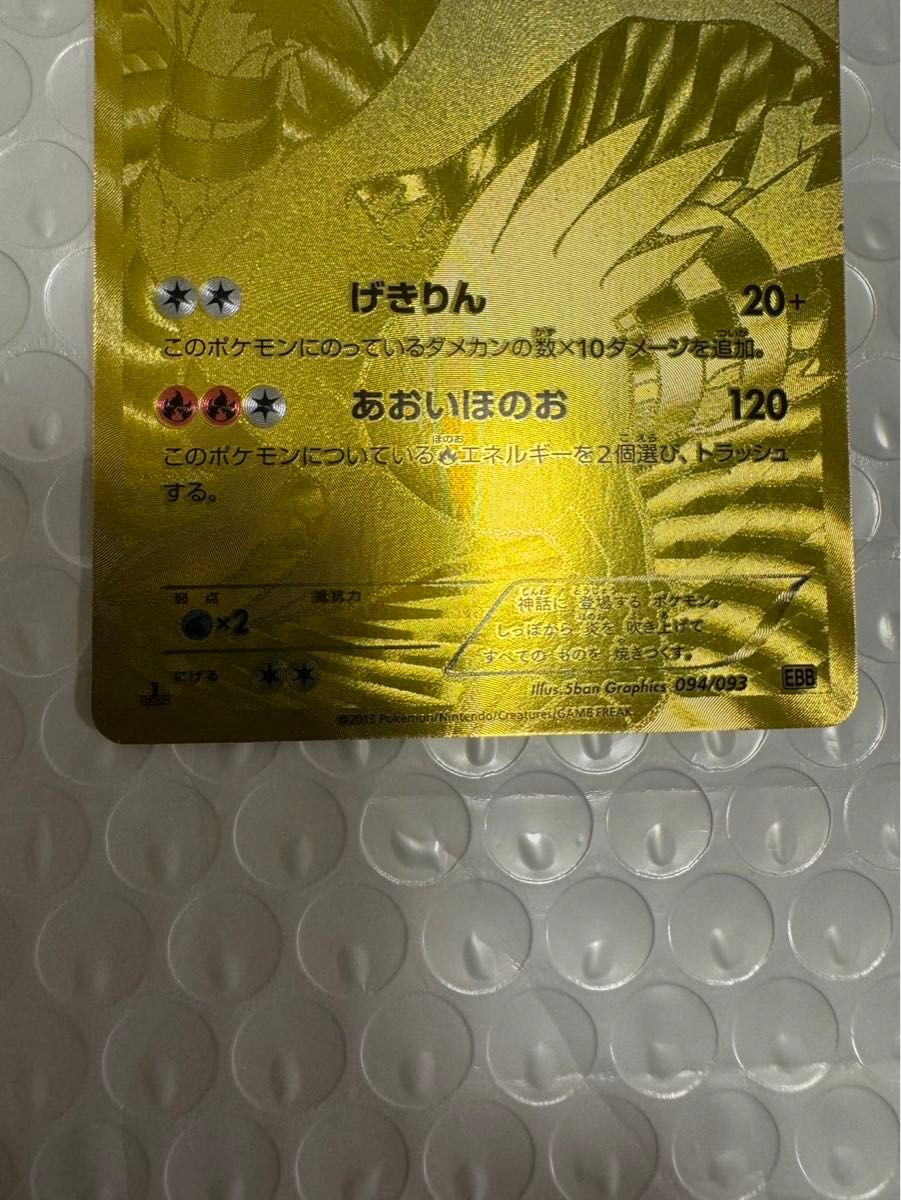 げきりん 20+
このポケモンにのっているダメカンの数×10ダメージを追加。
あおいほのお 120
このポケモンについている エネルギーを2個選び、トラッシュ
する。
弱点 抵抗力
×2
にげる
神話に登場するポケモン。
しっぽから炎を吹き上げて
すべてのものを焼きつくす。
illus. 5ban Graphics 094/093 EBB
©2013 Pokémon/Nintendo/Creatures/GAME FREAK